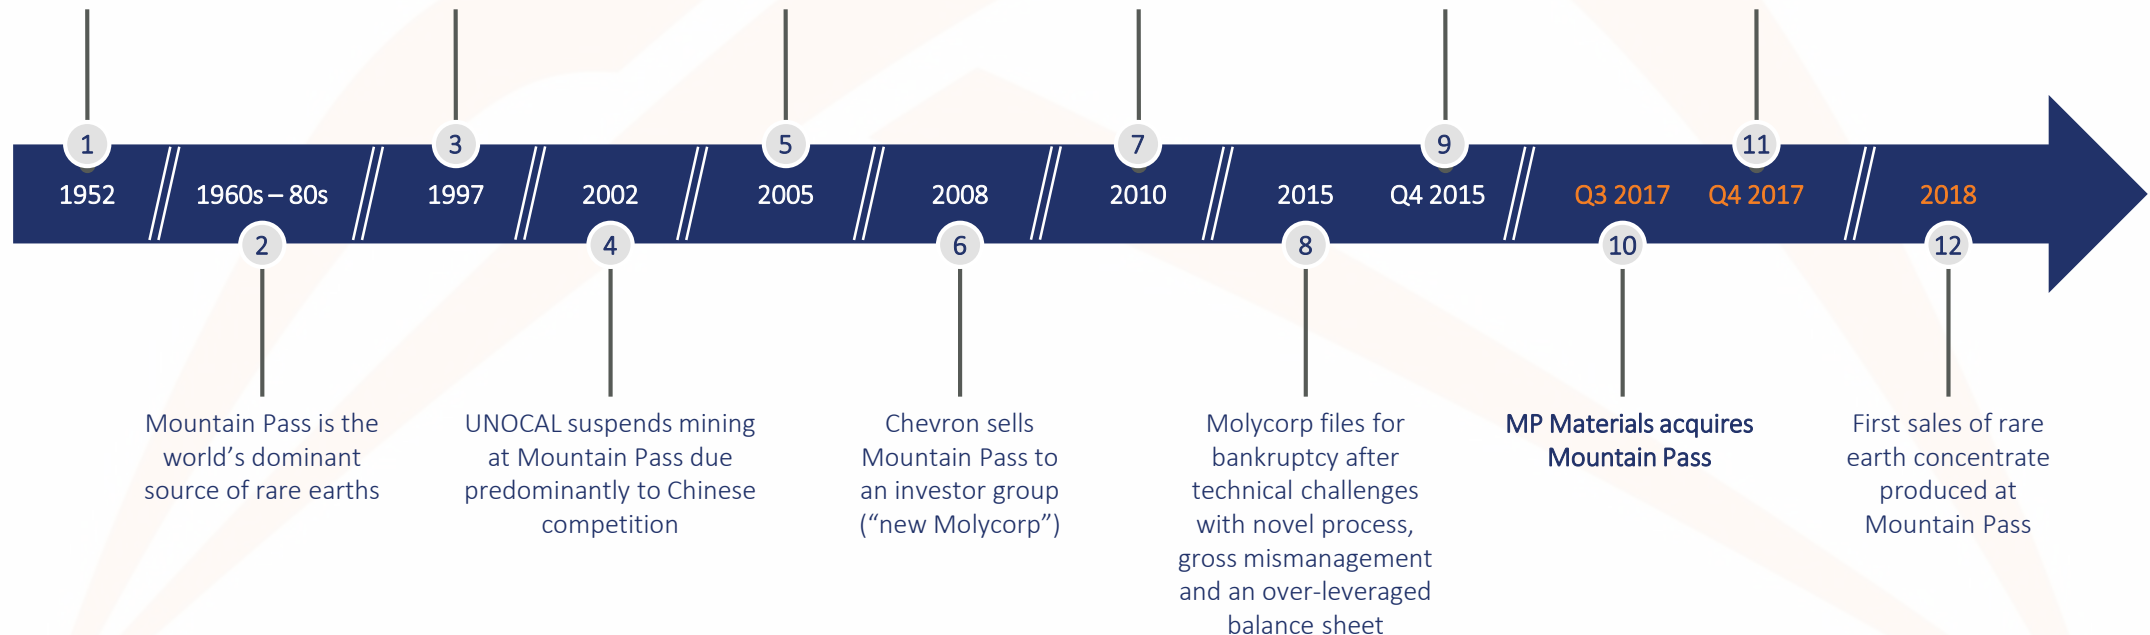 1
3
5
7
9
11
1952
1960s – 80s
1997
2002
2005
2008
2010
2015
Q4 2015
Q3 2017
Q4 2017
2018
2
4
6
8
10
12
Mountain Pass is the
world’s dominant
source of rare earths
UNOCAL suspends mining
at Mountain Pass due
predominantly to Chinese
competition
Chevron sells
Mountain Pass to
an investor group
(“new Molycorp”)
Molycorp files for
bankruptcy after
technical challenges
with novel process,
gross mismanagement
and an over-leveraged
balance sheet
MP Materials acquires
Mountain Pass
First sales of rare
earth concentrate
produced at
Mountain Pass